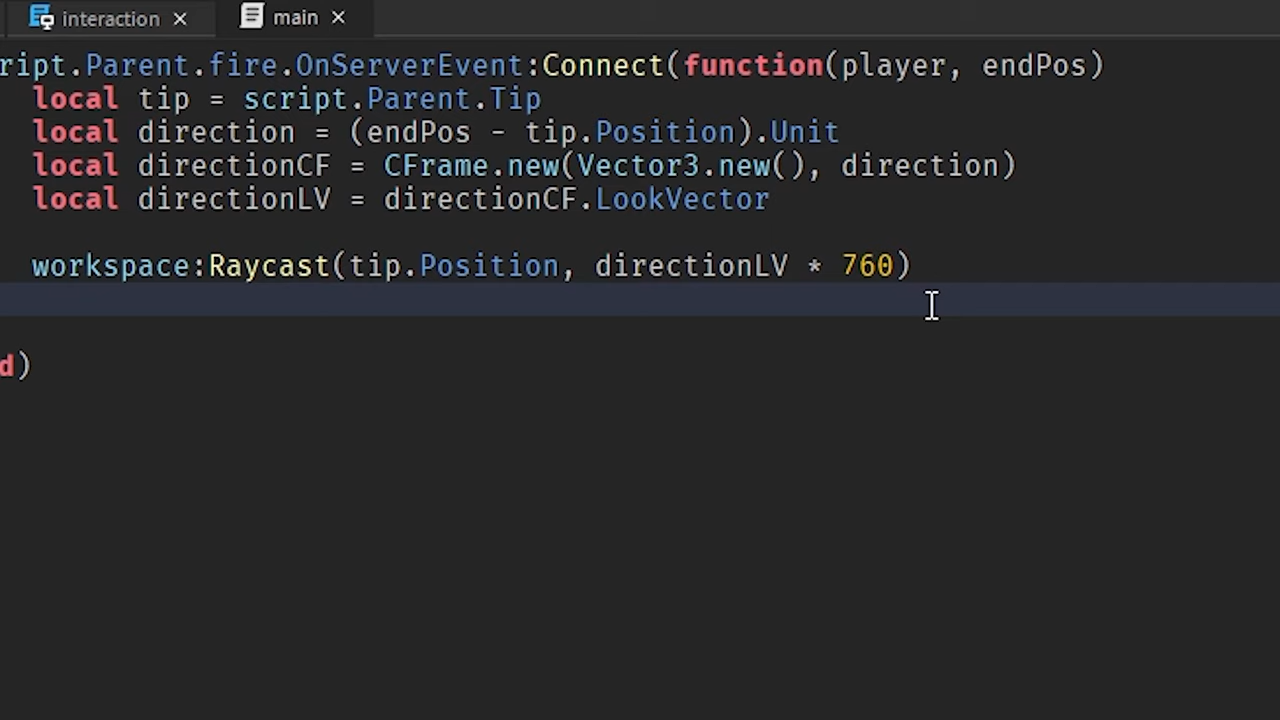 interaction × main ×
ript.Parent.fire.OnServerEvent:Connect(function(player, endPos)
local tip = script.Parent.Tip
local direction = (endPos - tip.Position).Unit
local directionCF = CFrame.new(Vector3.new(), direction)
local directionLV = directionCF.LookVector
workspace:Raycast(tip.Position, directionLV * 760)
d)